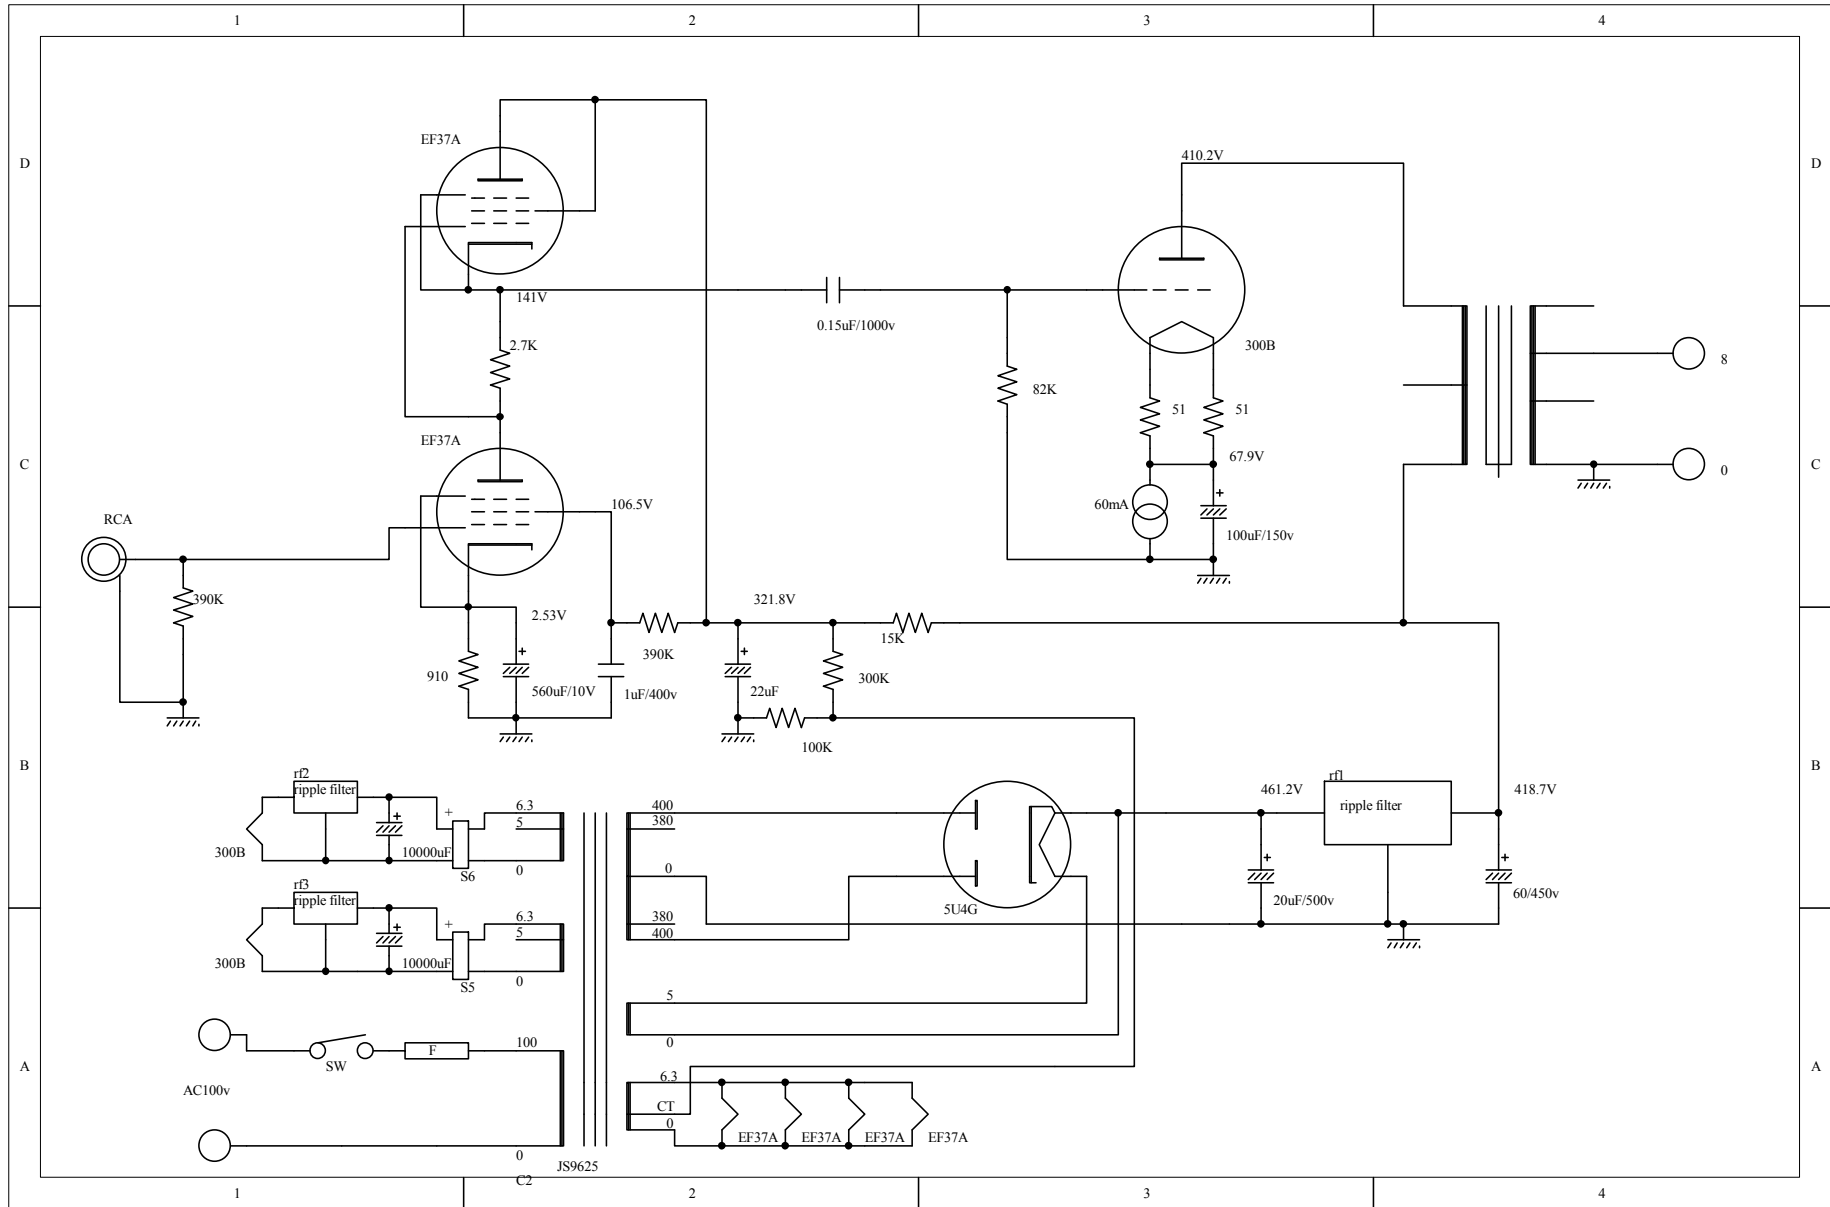 1 2 3 4
D D
EF37A
410.2V
141V
0.15uF/1000v
2.7K
300B
8
82K
51 51
EF37A
67.9V
C C
0
106.5V
60mA
RCA
100uF/150v
390K
321.8V
2.53V
15K
390K
910
300K
560uF/10V
1uF/400v
22uF
100K
B B
rf2
ripple filter
rf1
ripple filter
461.2V
418.7V
6.3
+
5
400
380
300B
10000uF
S6
0
0
rf3
ripple filter
20uF/500v
60/450v
5U4G
6.3
+
5
380
400
300B
10000uF
S5
0
5
0
100
F
SW
A A
AC100v
6.3
CT
0
EF37A EF37A EF37A EF37A
0
JS9625
C2
1 2 3 4